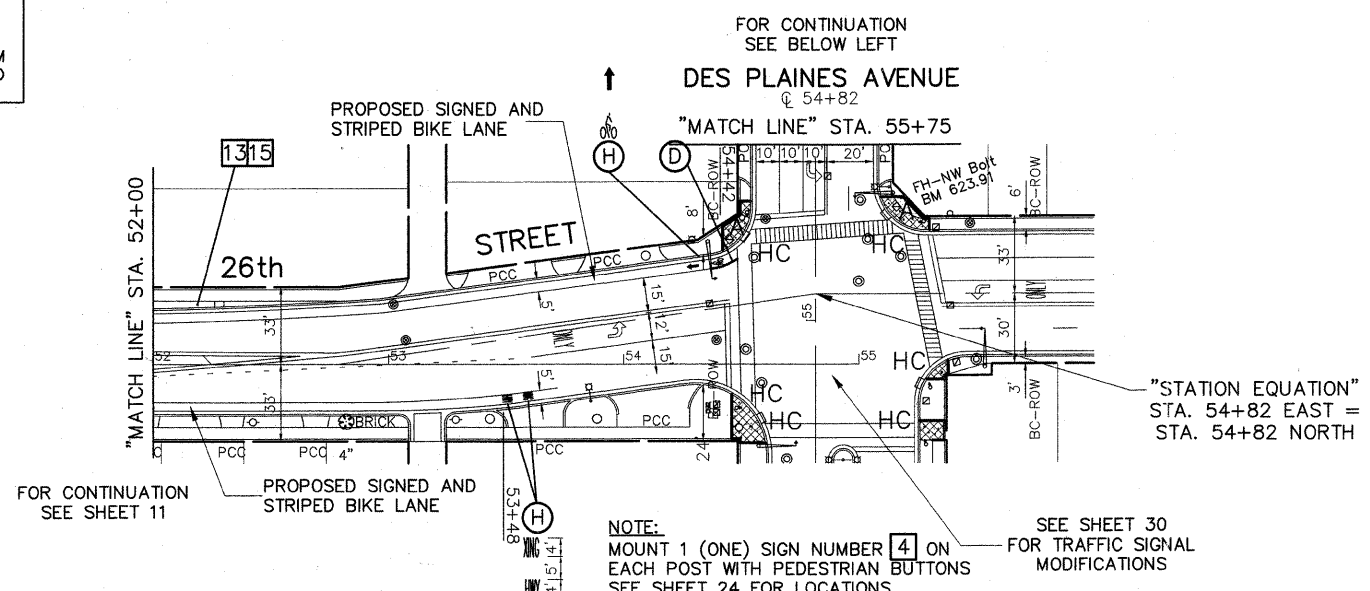 FOR CONTINUATION
SEE BELOW LEFT
DES PLAINES AVENUE
℄ 54+82
"MATCH LINE" STA. 55+75
PROPOSED SIGNED AND
STRIPED BIKE LANE
H
D
13 15
10' 10' 10' 20'
54+42
BC-ROW
8'
FH-NW Bolt
BM 623.91
6'
BC-ROW
"MATCH LINE" STA. 52+00
26th STREET
PCC
PCC
PCC
HC
HC
33'
33'
5'
15'
12'
15'
ONLY
ONLY
55
30'
52
53
54
55
HC
ROW
33'
5'
HC
HC
HC
3'
BC-ROW
BRICK
PCC
PCC
PCC
4"
PCC
24'
"STATION EQUATION"
STA. 54+82 EAST =
STA. 54+82 NORTH
FOR CONTINUATION
SEE SHEET 11
PROPOSED SIGNED AND
STRIPED BIKE LANE
53+48
H
XING
4'
5'
HWY
NOTE:
MOUNT 1 (ONE) SIGN NUMBER 4 ON
EACH POST WITH PEDESTRIAN BUTTONS
SEE SHEET 24 FOR LOCATIONS
SEE SHEET 30
FOR TRAFFIC SIGNAL
MODIFICATIONS